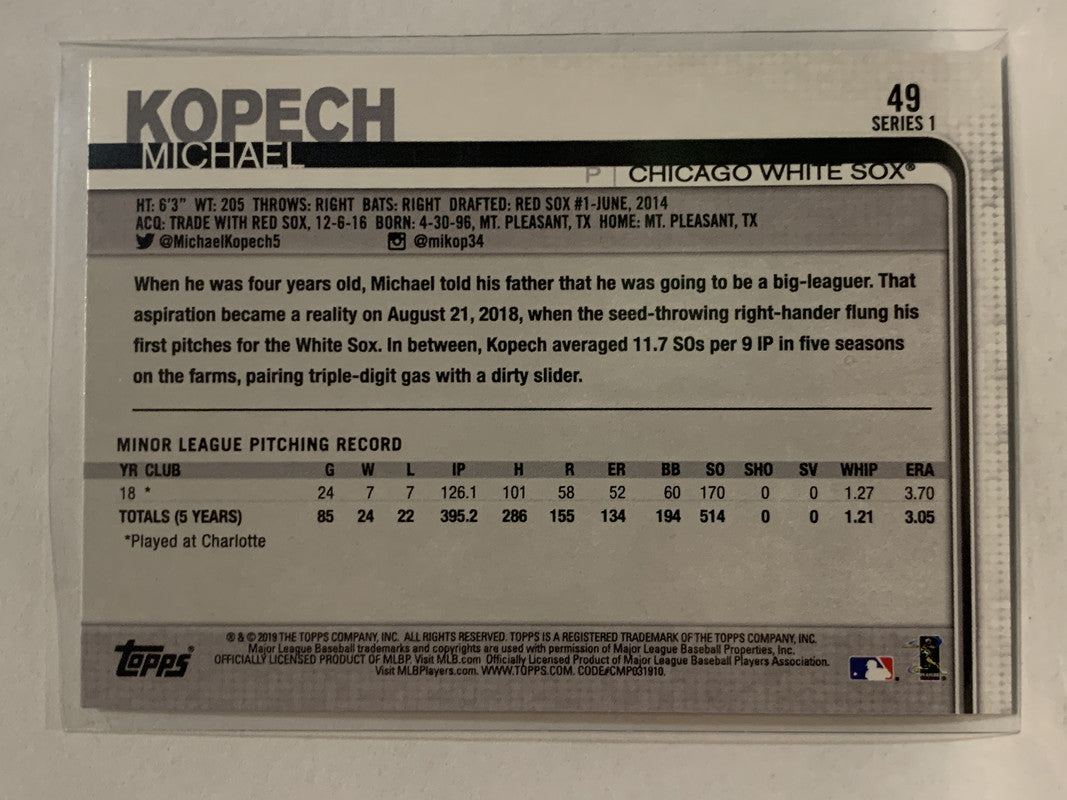 KOPECH
MICHAEL
49
SERIES 1
P | CHICAGO WHITE SOX®
HT: 6'3" WT: 205 THROWS: RIGHT BATS: RIGHT DRAFTED: RED SOX #1-JUNE, 2014
ACQ: TRADE WITH RED SOX, 12-6-16 BORN: 4-30-96, MT. PLEASANT, TX HOME: MT. PLEASANT, TX
@MichaelKopech5 @mikop34
When he was four years old, Michael told his father that he was going to be a big-leaguer. That
aspiration became a reality on August 21, 2018, when the seed-throwing right-hander flung his
first pitches for the White Sox. In between, Kopech averaged 11.7 SOs per 9 IP in five seasons
on the farms, pairing triple-digit gas with a dirty slider.
MINOR LEAGUE PITCHING RECORD
YR CLUB G W L IP H R ER BB SO SHO SV WHIP ERA
18 * 24 7 7 126.1 101 58 52 60 170 0 0 1.27 3.70
TOTALS (5 YEARS) 85 24 22 395.2 286 155 134 194 514 0 0 1.21 3.05
*Played at Charlotte
Topps®
® & © 2019 THE TOPPS COMPANY, INC. ALL RIGHTS RESERVED. TOPPS IS A REGISTERED TRADEMARK OF THE TOPPS COMPANY, INC.
Major League Baseball trademarks and copyrights are used with permission of Major League Baseball Properties, Inc.
OFFICIALLY LICENSED PRODUCT OF MLBP. Visit MLB.com Officially Licensed Product of Major League Baseball Players Association.
Visit MLBPlayers.com. WWW.TOPPS.COM. CODE#CMP031910.